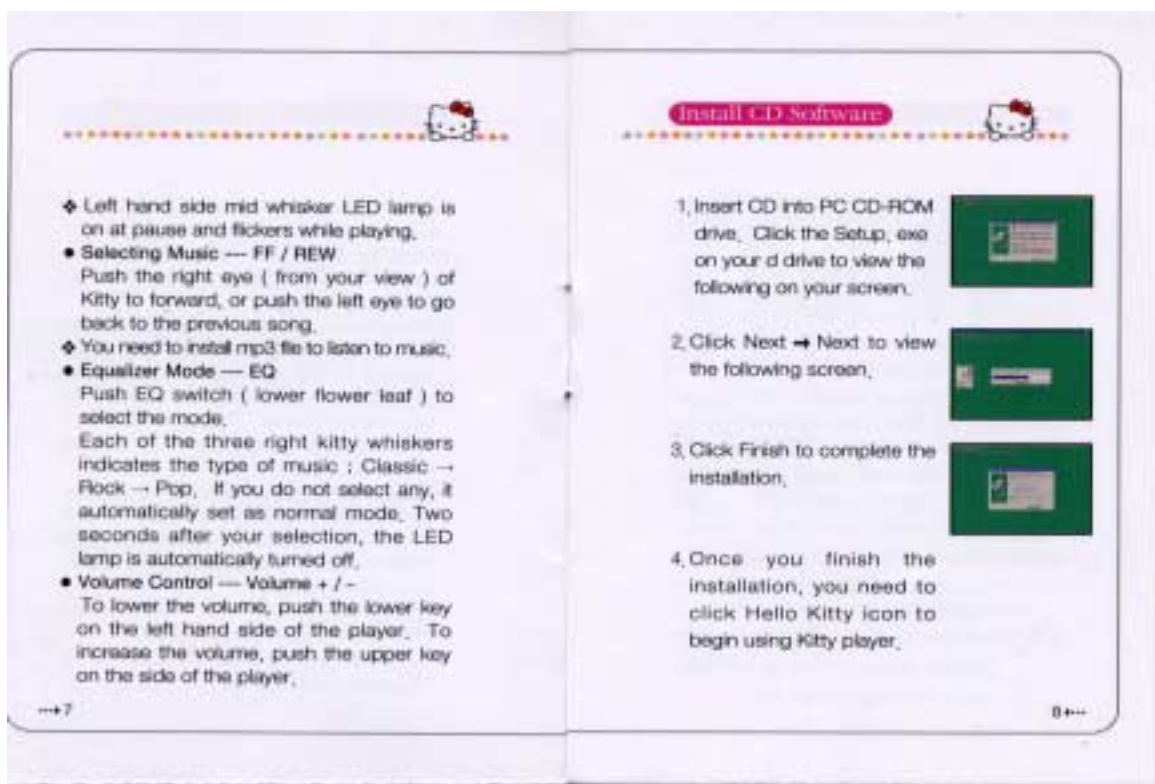 ❖ Left hand side mid whisker LED lamp is
on at pause and flickers while playing.
● Selecting Music --- FF / REW
Push the right eye ( from your view ) of
Kitty to forward, or push the left eye to go
back to the previous song.
❖ You need to install mp3 file to listen to music.
● Equalizer Mode --- EQ
Push EQ switch ( lower flower leaf ) to
select the mode.
Each of the three right kitty whiskers
indicates the type of music ; Classic →
Rock → Pop. If you do not select any, it
automatically set as normal mode. Two
seconds after your selection, the LED
lamp is automatically turned off.
● Volume Control --- Volume + / -
To lower the volume, push the lower key
on the left hand side of the player. To
increase the volume, push the upper key
on the side of the player.
7
Install CD Software
1. Insert CD into PC CD-ROM
drive. Click the Setup. exe
on your d drive to view the
following on your screen.
2. Click Next → Next to view
the following screen.
3. Click Finish to complete the
installation.
4. Once you finish the
installation, you need to
click Hello Kitty icon to
begin using Kitty player.
8